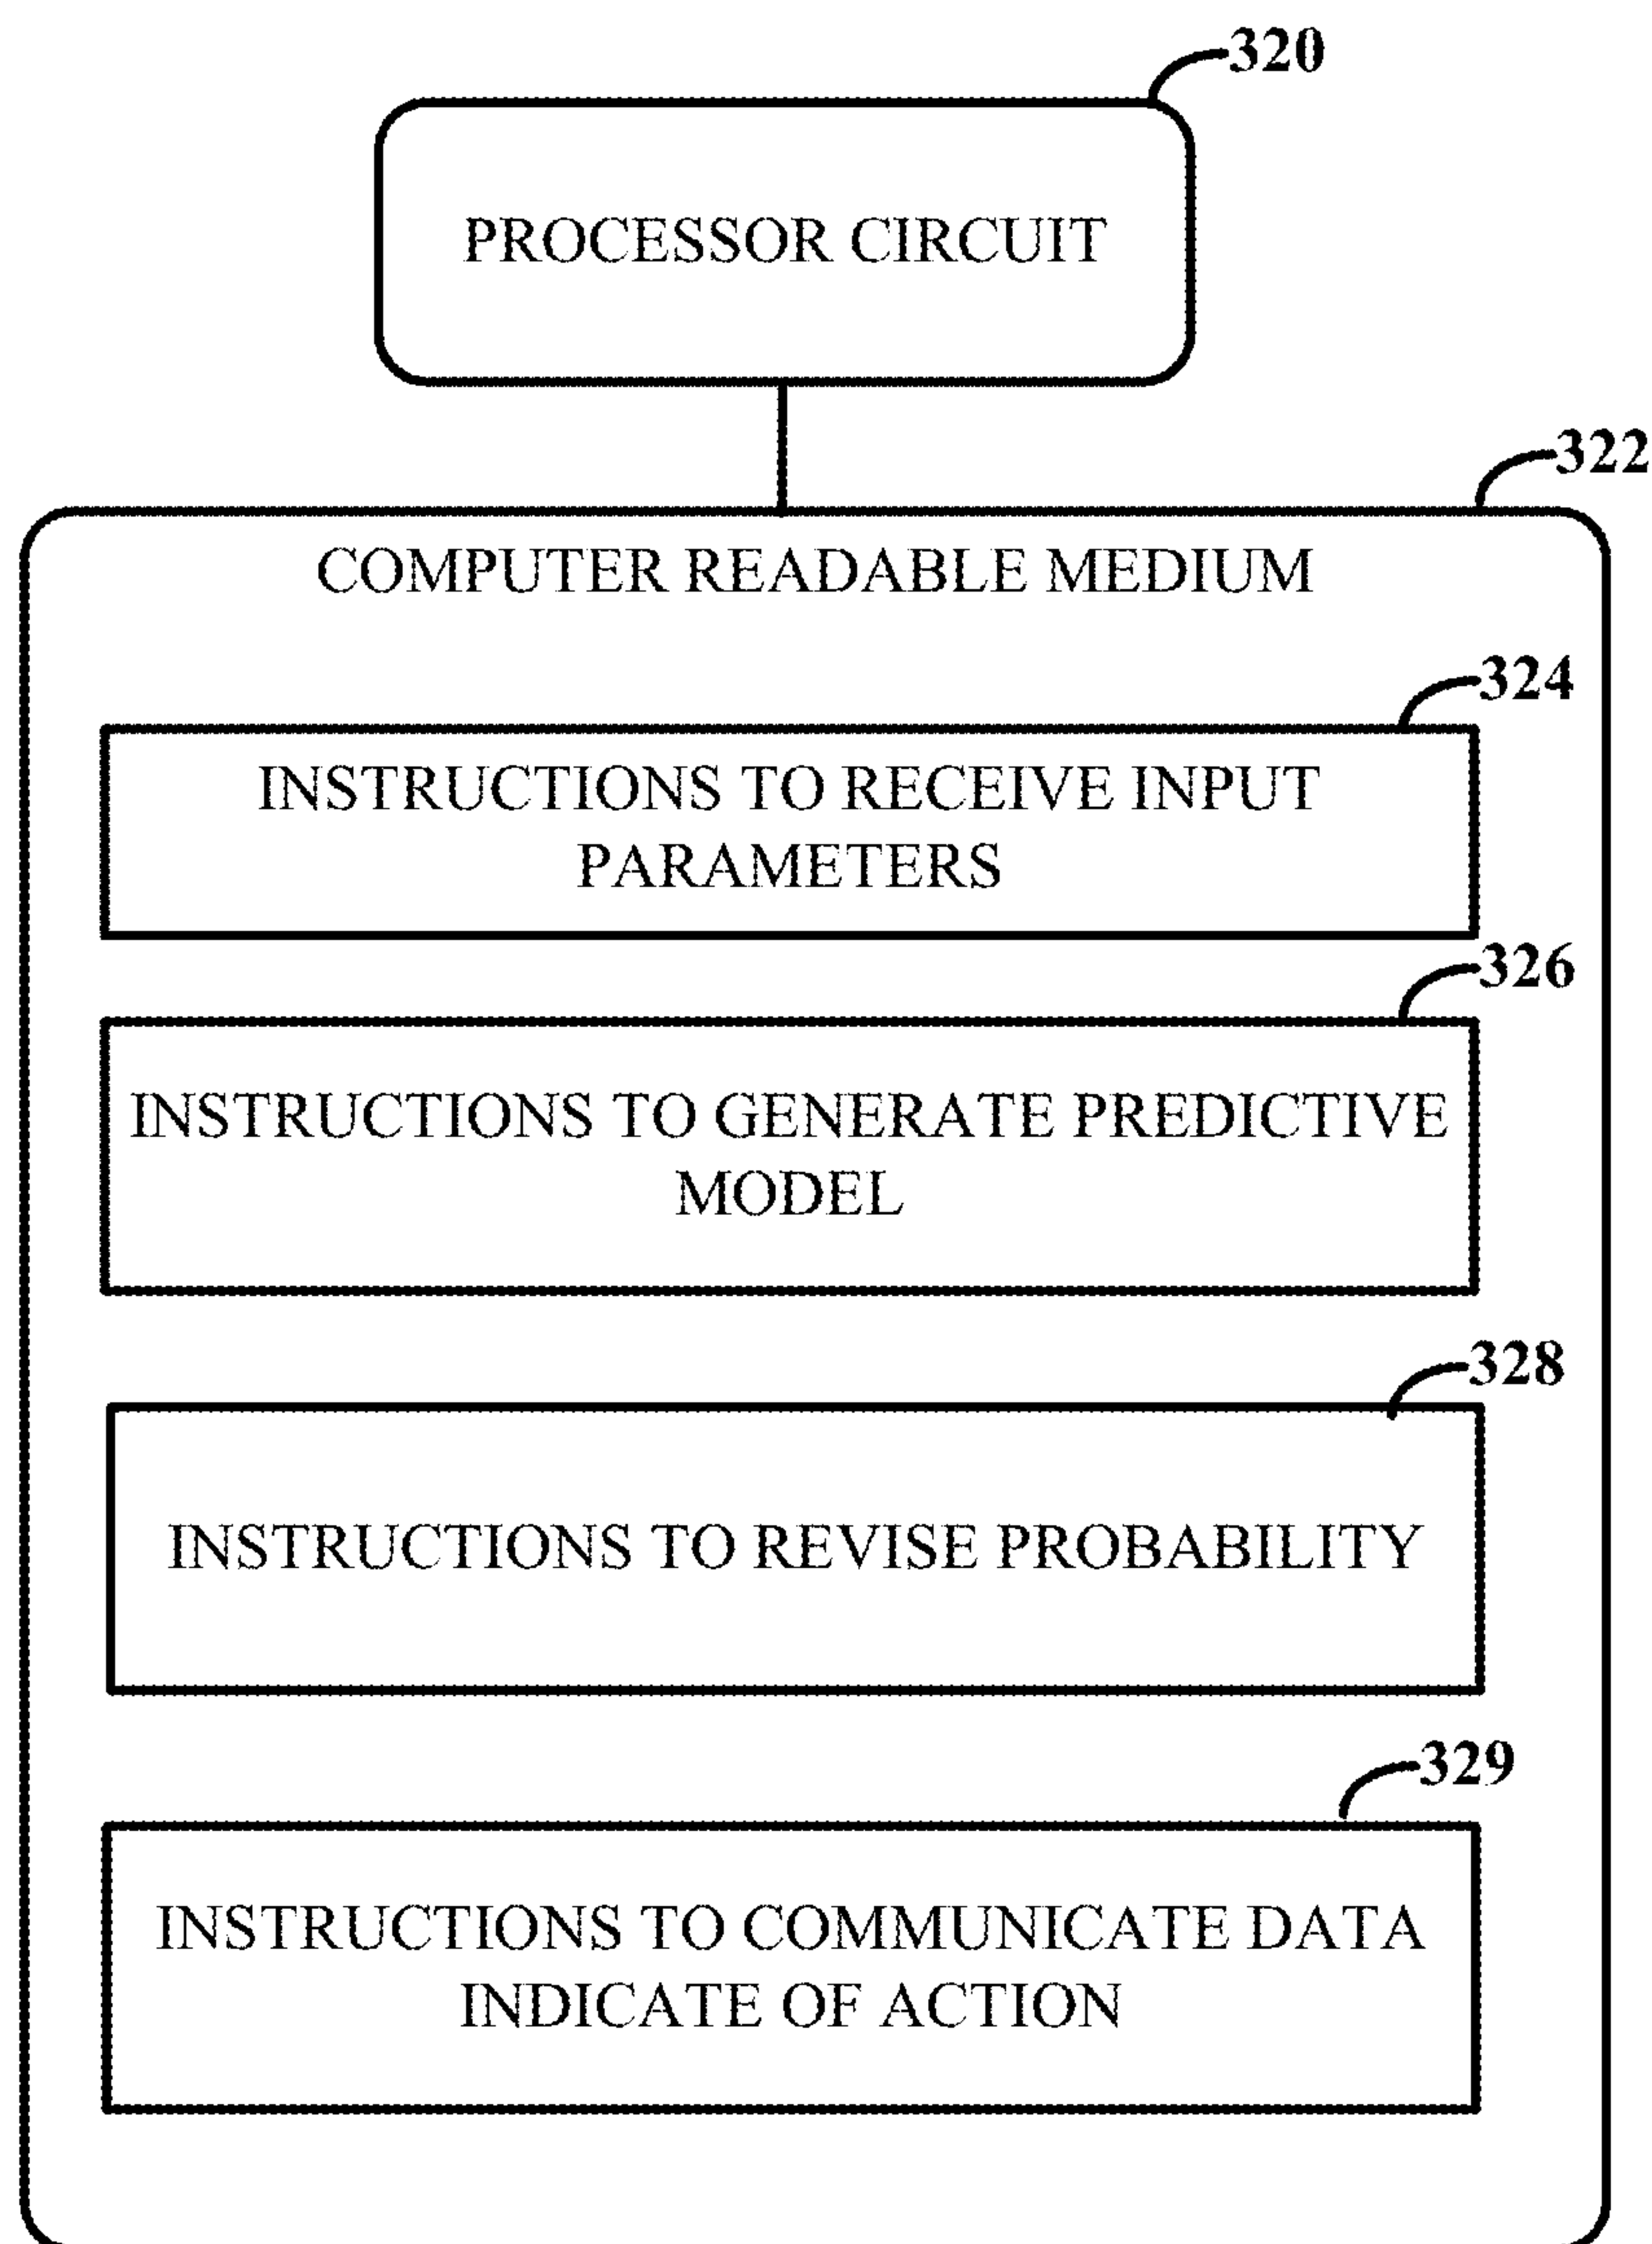 320
PROCESSOR CIRCUIT
322
COMPUTER READABLE MEDIUM
324
INSTRUCTIONS TO RECEIVE INPUT
PARAMETERS
326
INSTRUCTIONS TO GENERATE PREDICTIVE
MODEL
328
INSTRUCTIONS TO REVISE PROBABILITY
329
INSTRUCTIONS TO COMMUNICATE DATA
INDICATE OF ACTION